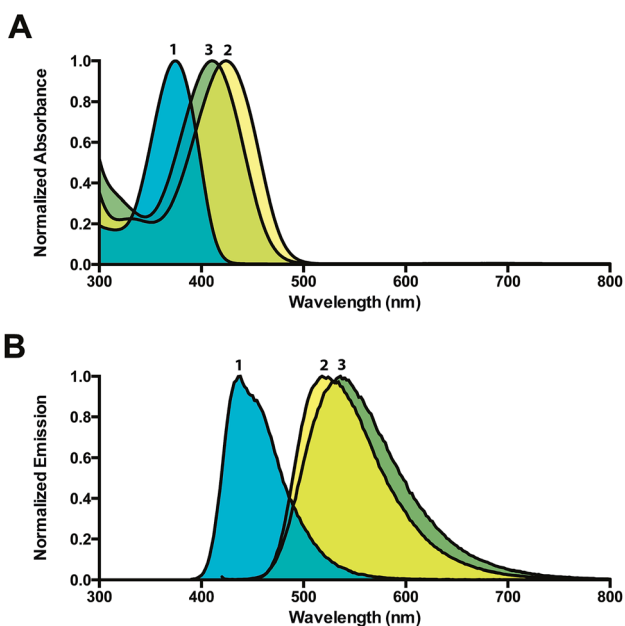 A
1 3 2
1.0
0.8
0.6
0.4
0.2
0.0
Normalized Absorbance
300 400 500 600 700 800
Wavelength (nm)
B
1 2 3
1.0
0.8
0.6
0.4
0.2
0.0
Normalized Emission
300 400 500 600 700 800
Wavelength (nm)